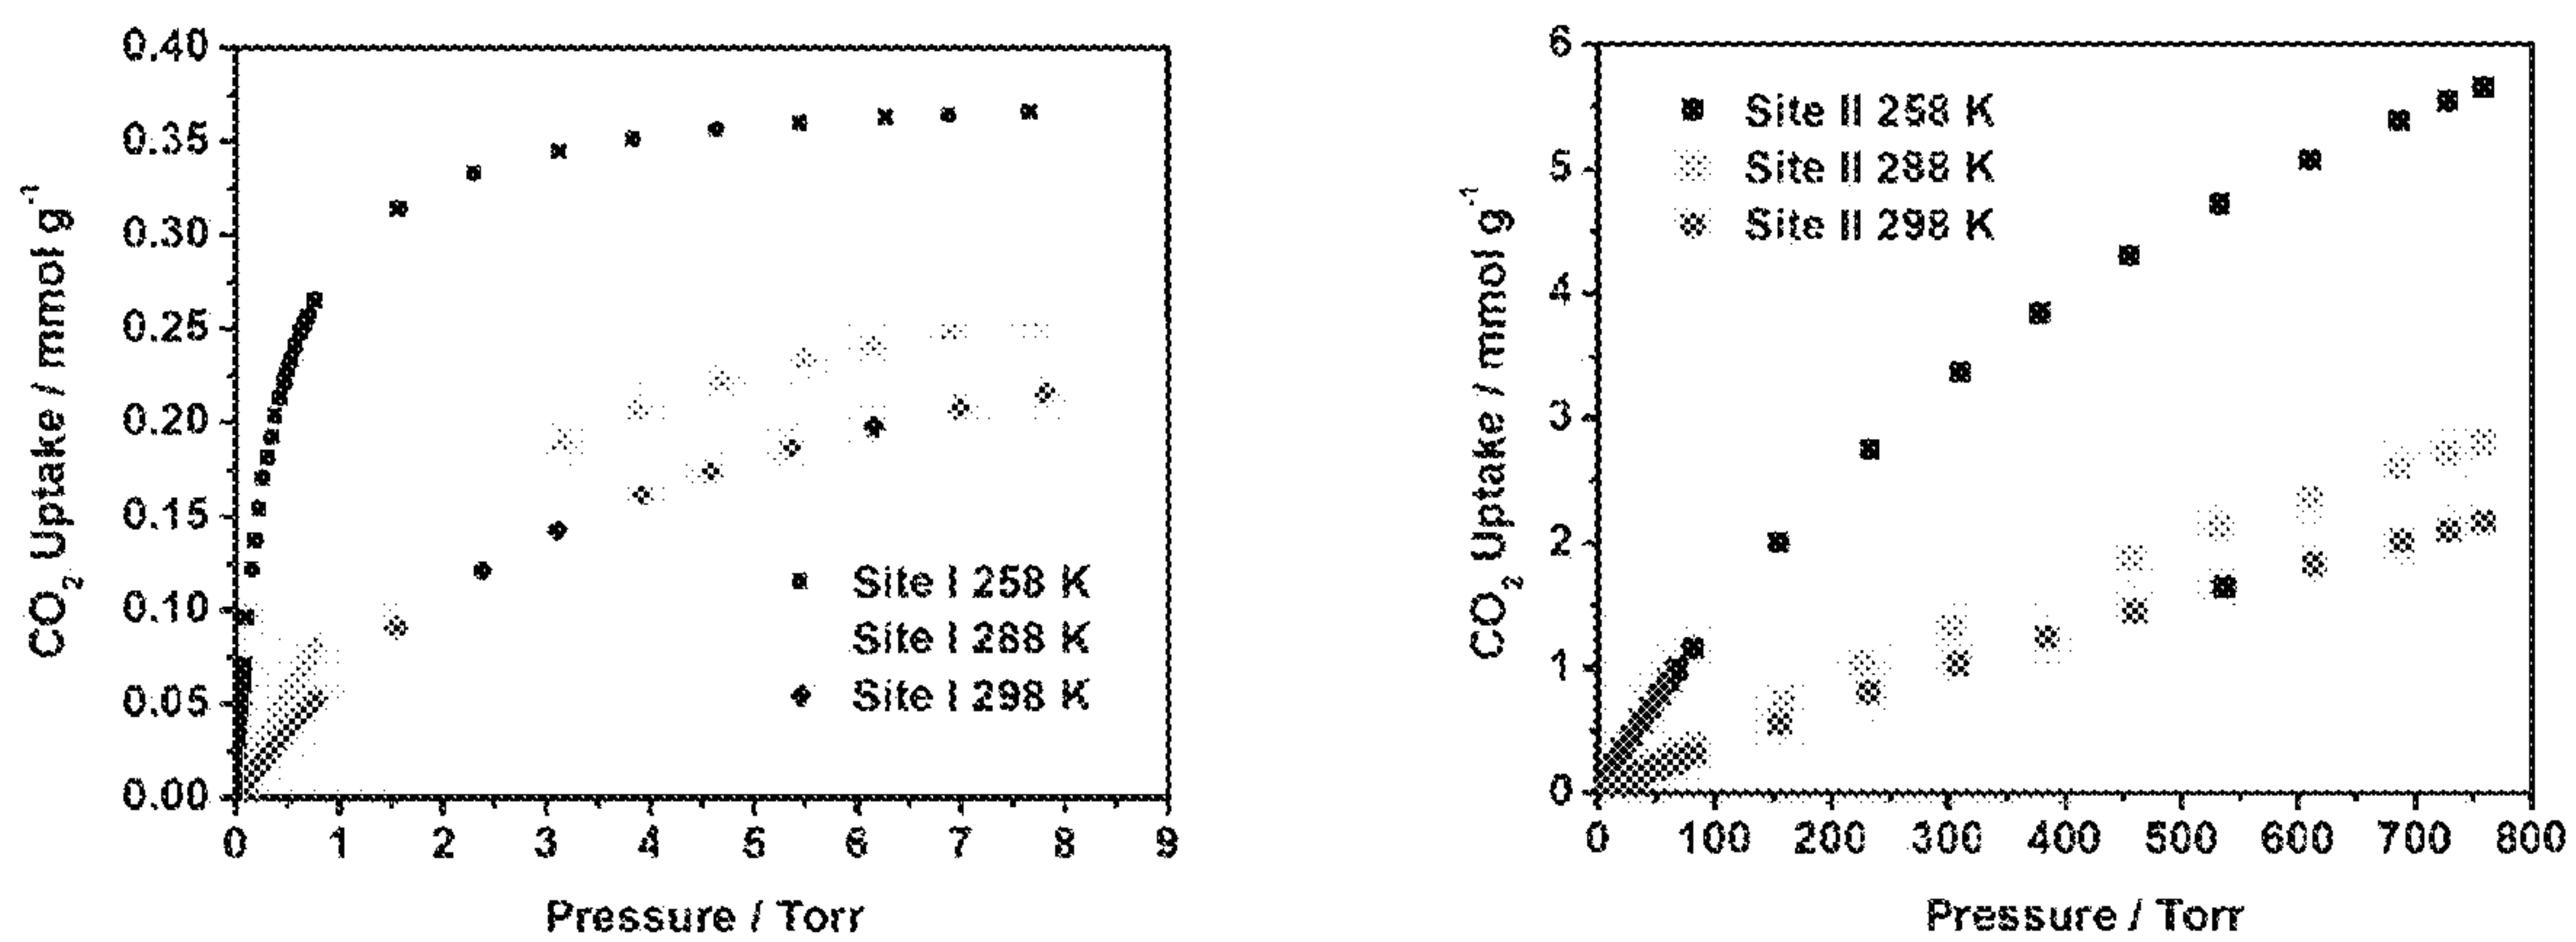 0.40
0.35
0.30
0.25
0.20
0.15
0.10
0.05
0.00
CO2 Uptake / mmol g-1
0 1 2 3 4 5 6 7 8 9
Pressure / Torr
Site I 258 K
Site I 288 K
Site I 298 K
6
5
4
3
2
1
0
CO2 Uptake / mmol g-1
0 100 200 300 400 500 600 700 800
Pressure / Torr
Site II 258 K
Site II 288 K
Site II 298 K